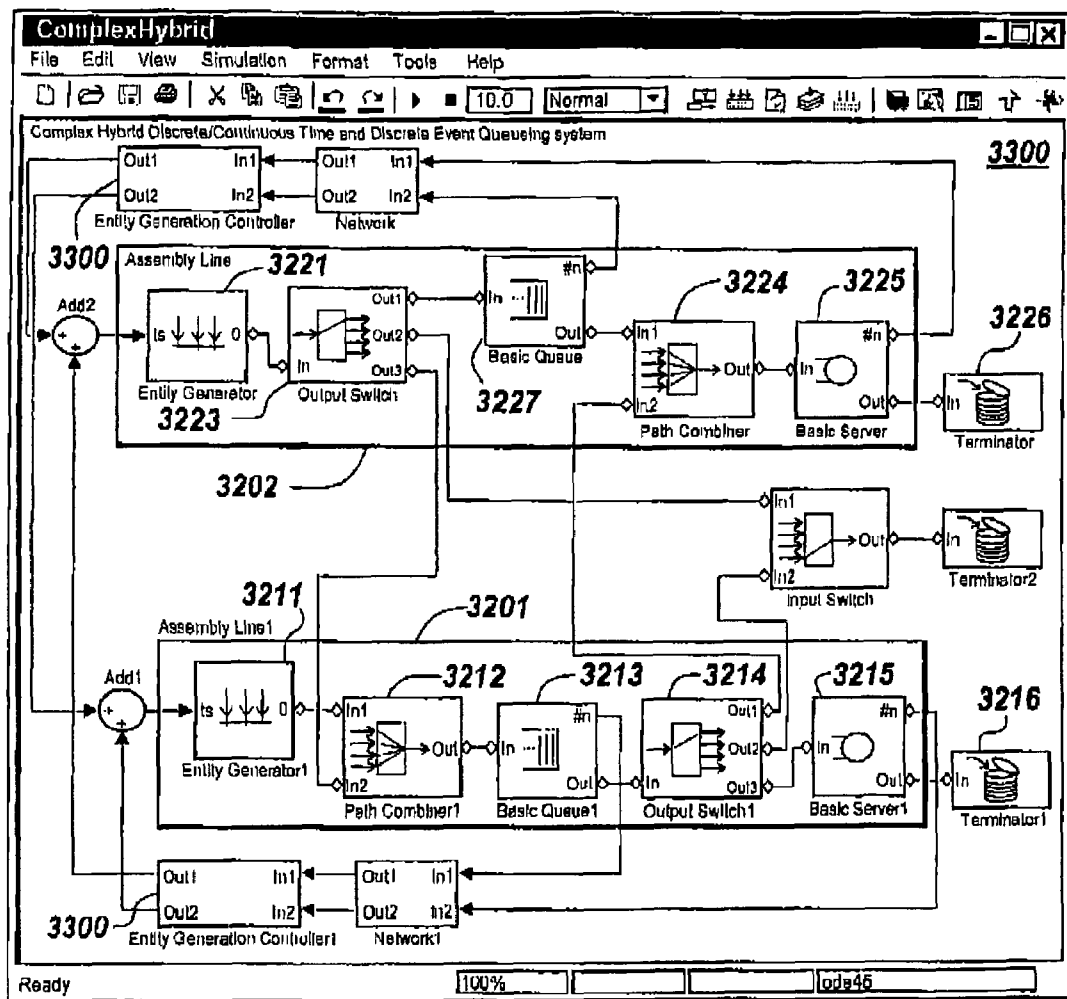 ComplexHybrid
File Edit View Simulation Format Tools Help
10.0 Normal
Complex Hybrid Discrete/Continuous Time and Discrete Event Queueing system
3300
Out1 In1
Out2 In2
Entity Generation Controller
Out1 In1
Out2 In2
Network
3300
Assembly Line
3221
Add2
ts 0
Entity Generator
3223
In
Out1
Out2
Out3
Output Switch
#n
In
Out
Basic Queue
3227
3224
In1
In2
Out
Path Combiner
3225
#n
In
Out
Basic Server
3226
In
Terminator
3202
In1
In2
Out
Input Switch
In
Terminator2
3211
3201
Assembly Line1
Add1
ts 0
Entity Generator1
3212
In1
In2
Out
Path Combiner1
3213
#n
In
Out
Basic Queue1
3214
In
Out1
Out2
Out3
Output Switch1
3215
#n
In
Out
Basic Server1
3216
In
Terminator1
Out1 In1
Out2 In2
3300
Entity Generation Controller1
Out1 In1
Out2 In2
Network1
Ready 100% ode45